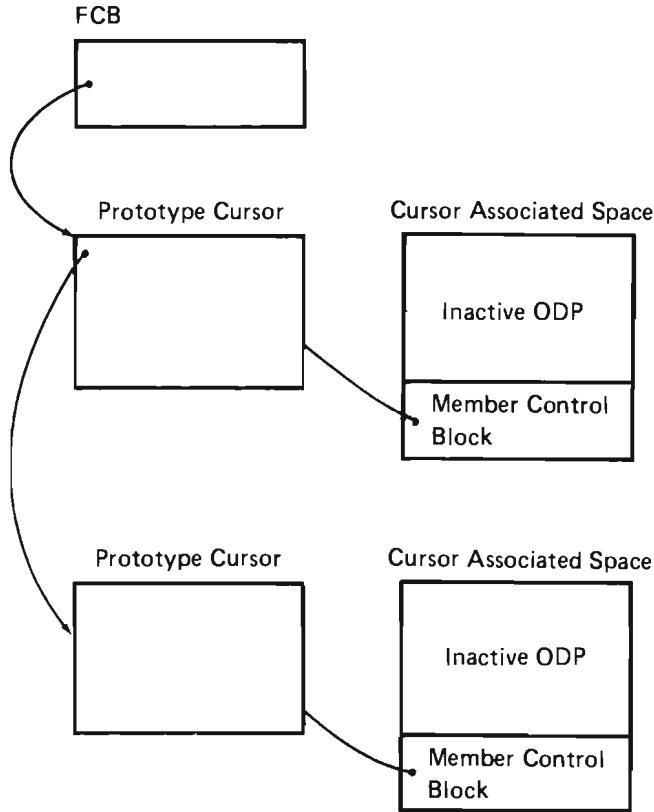 FCB
Prototype Cursor
Cursor Associated Space
Inactive ODP
Member Control
Block
Prototype Cursor
Cursor Associated Space
Inactive ODP
Member Control
Block